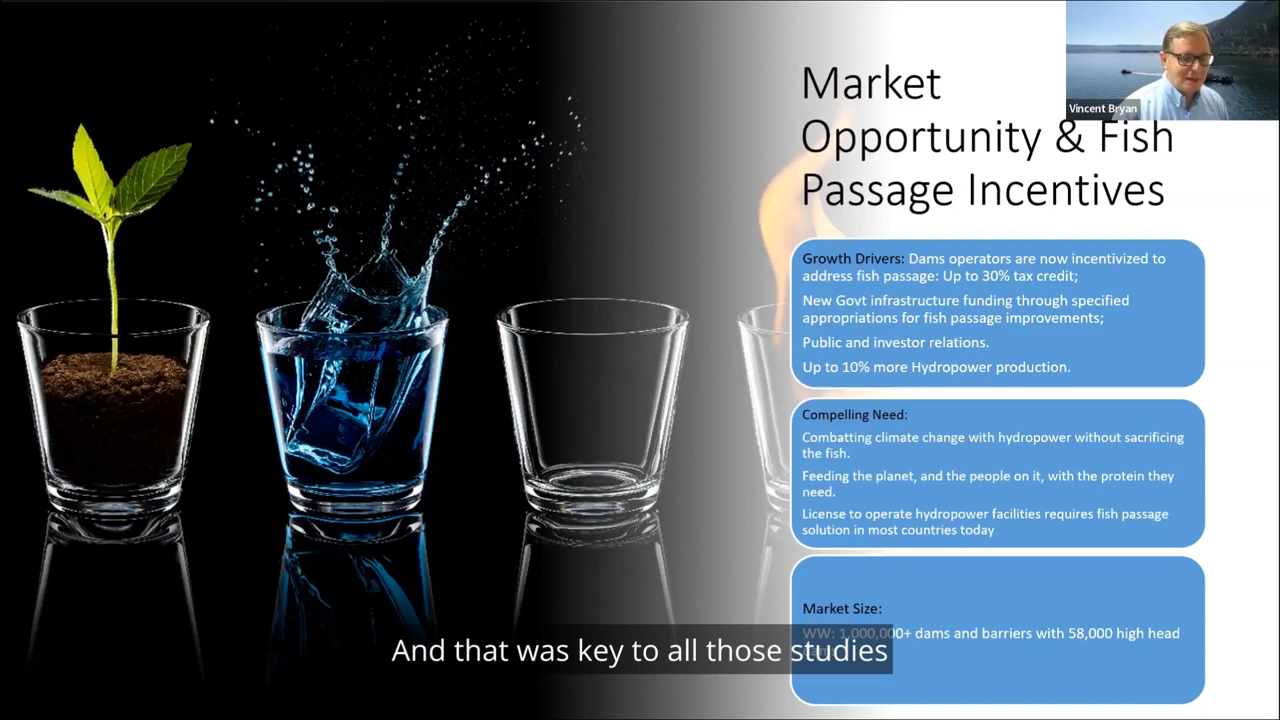 Market
Opportunity & Fish
Passage Incentives
Vincent Bryan
Growth Drivers: Dams operators are now incentivized to
address fish passage: Up to 30% tax credit;
New Govt infrastructure funding through specified
appropriations for fish passage improvements;
Public and investor relations.
Up to 10% more Hydropower production.
Compelling Need:
Combatting climate change with hydropower without sacrificing
the fish.
Feeding the planet, and the people on it, with the protein they
need.
License to operate hydropower facilities requires fish passage
solution in most countries today
Market Size:
WW: 1,000,000+ dams and barriers with 58,000 high head
And that was key to all those studies